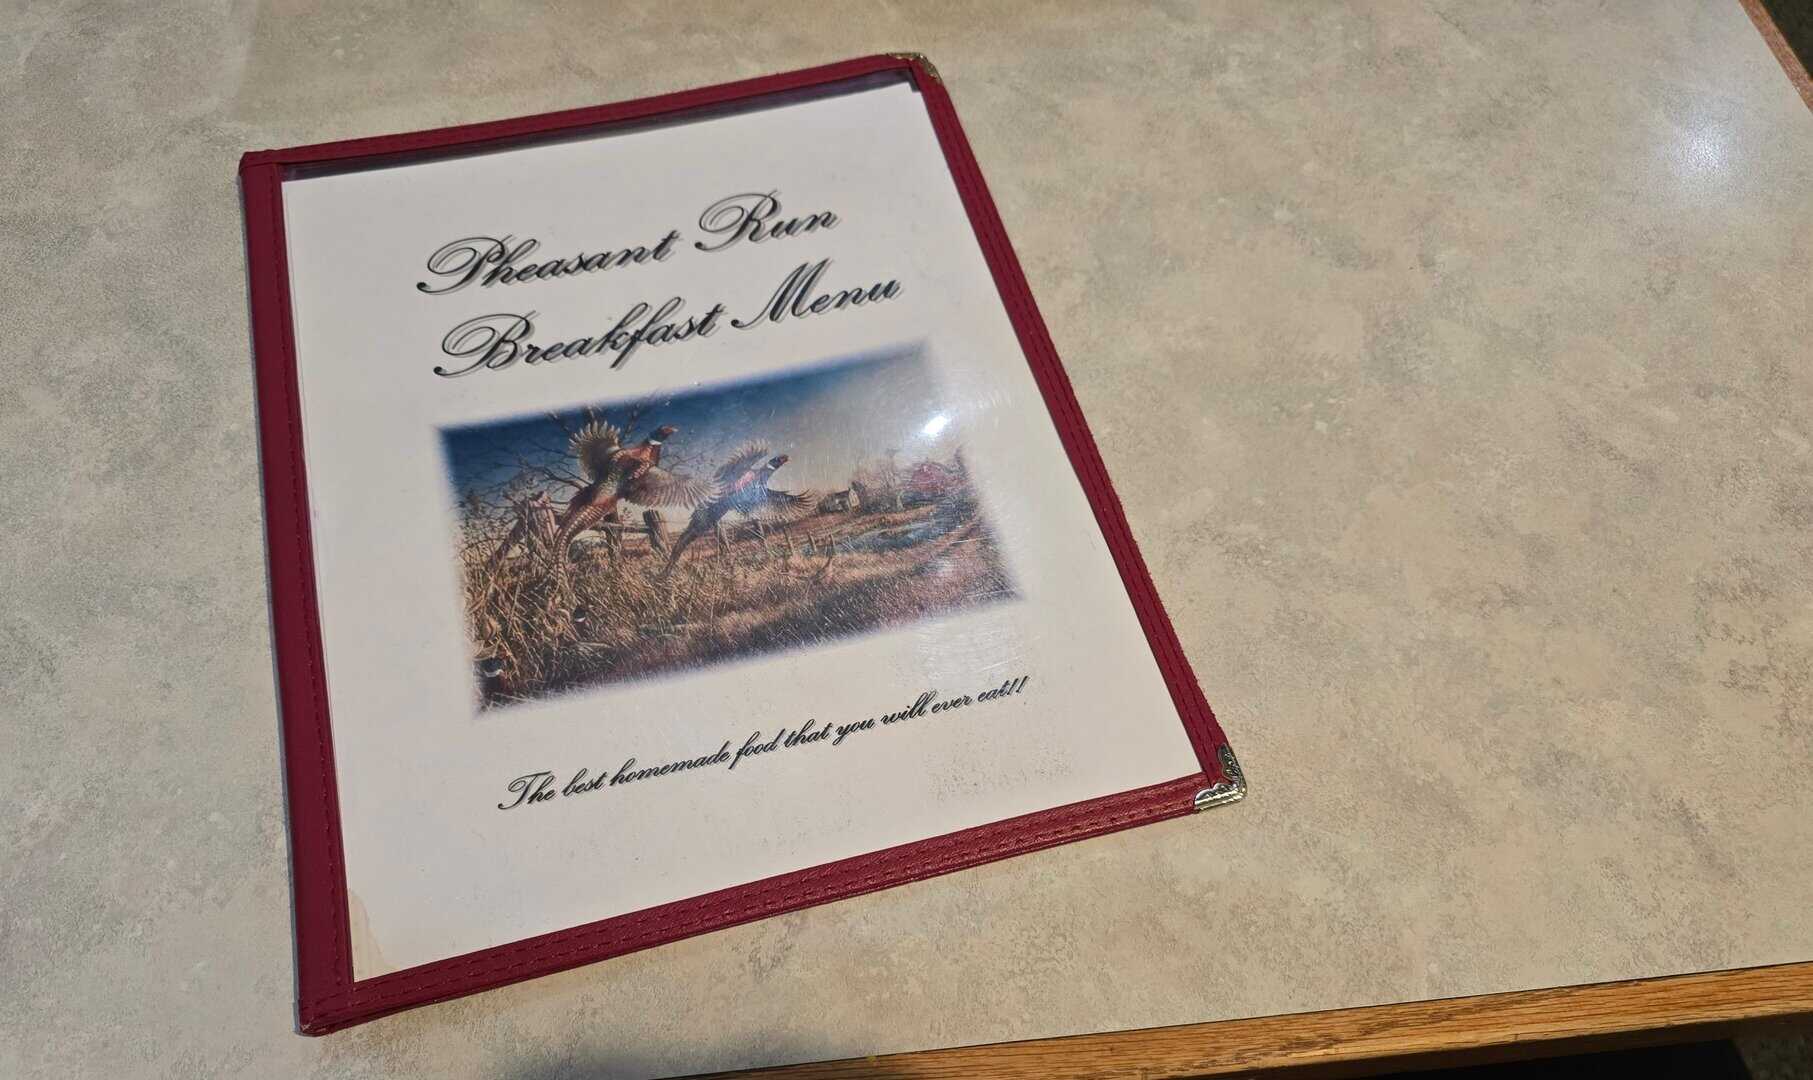 Pheasant Run
Breakfast Menu
The best homemade food that you will ever eat!!